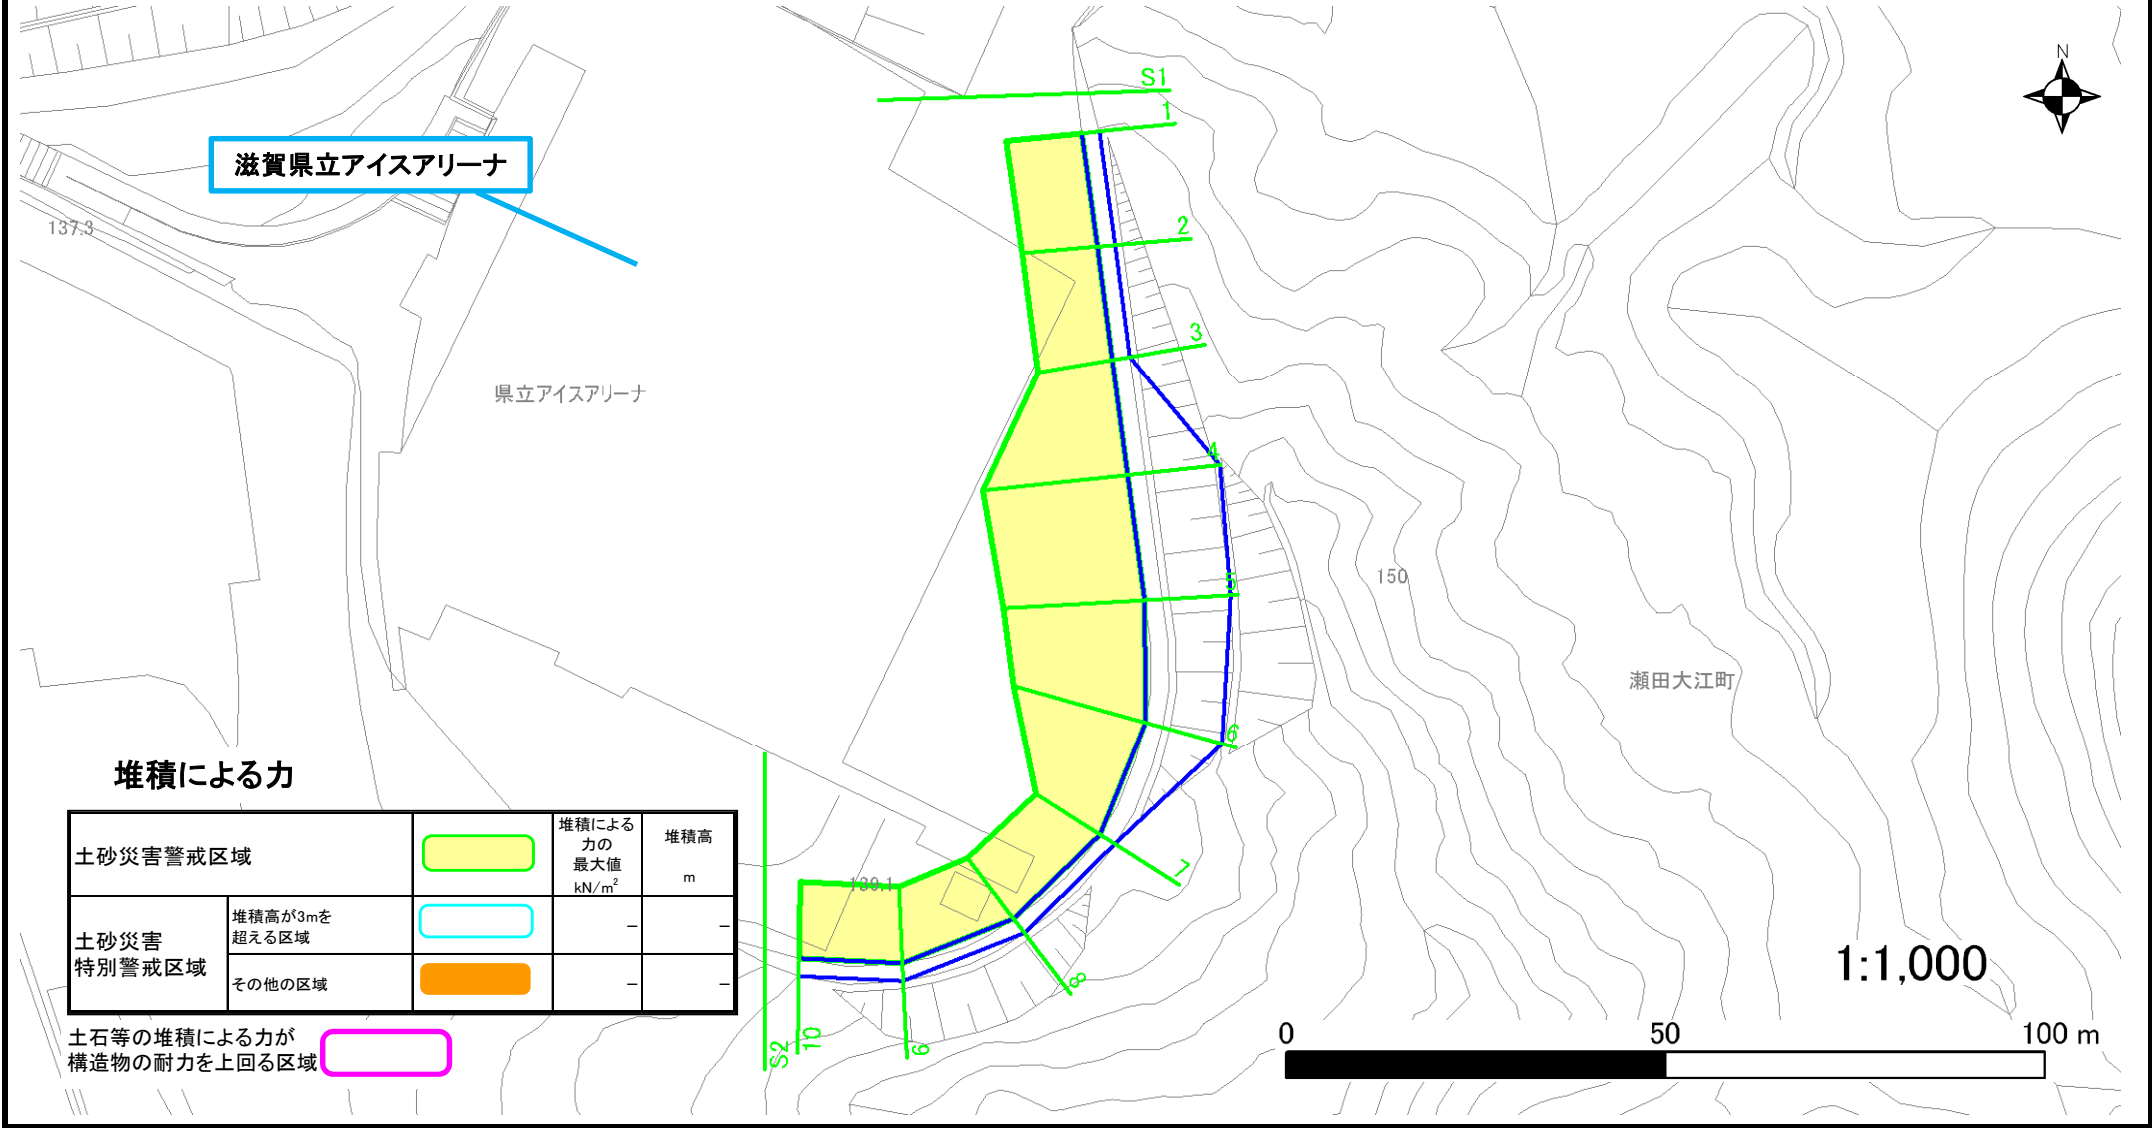 N
S1
1
滋賀県立アイスアリーナ
2
137.3
3
県立アイスアリーナ
4
5
150
瀬田大江町
6
堆積による力
土砂災害警戒区域
堆積による
力の
最大値
kN/m²
堆積高
m
7
139.1
土砂災害
特別警戒区域
堆積高が3mを
超える区域
−
−
その他の区域
−
−
8
1:1,000
土石等の堆積による力が
構造物の耐力を上回る区域
S2
10
9
0
50
100 m